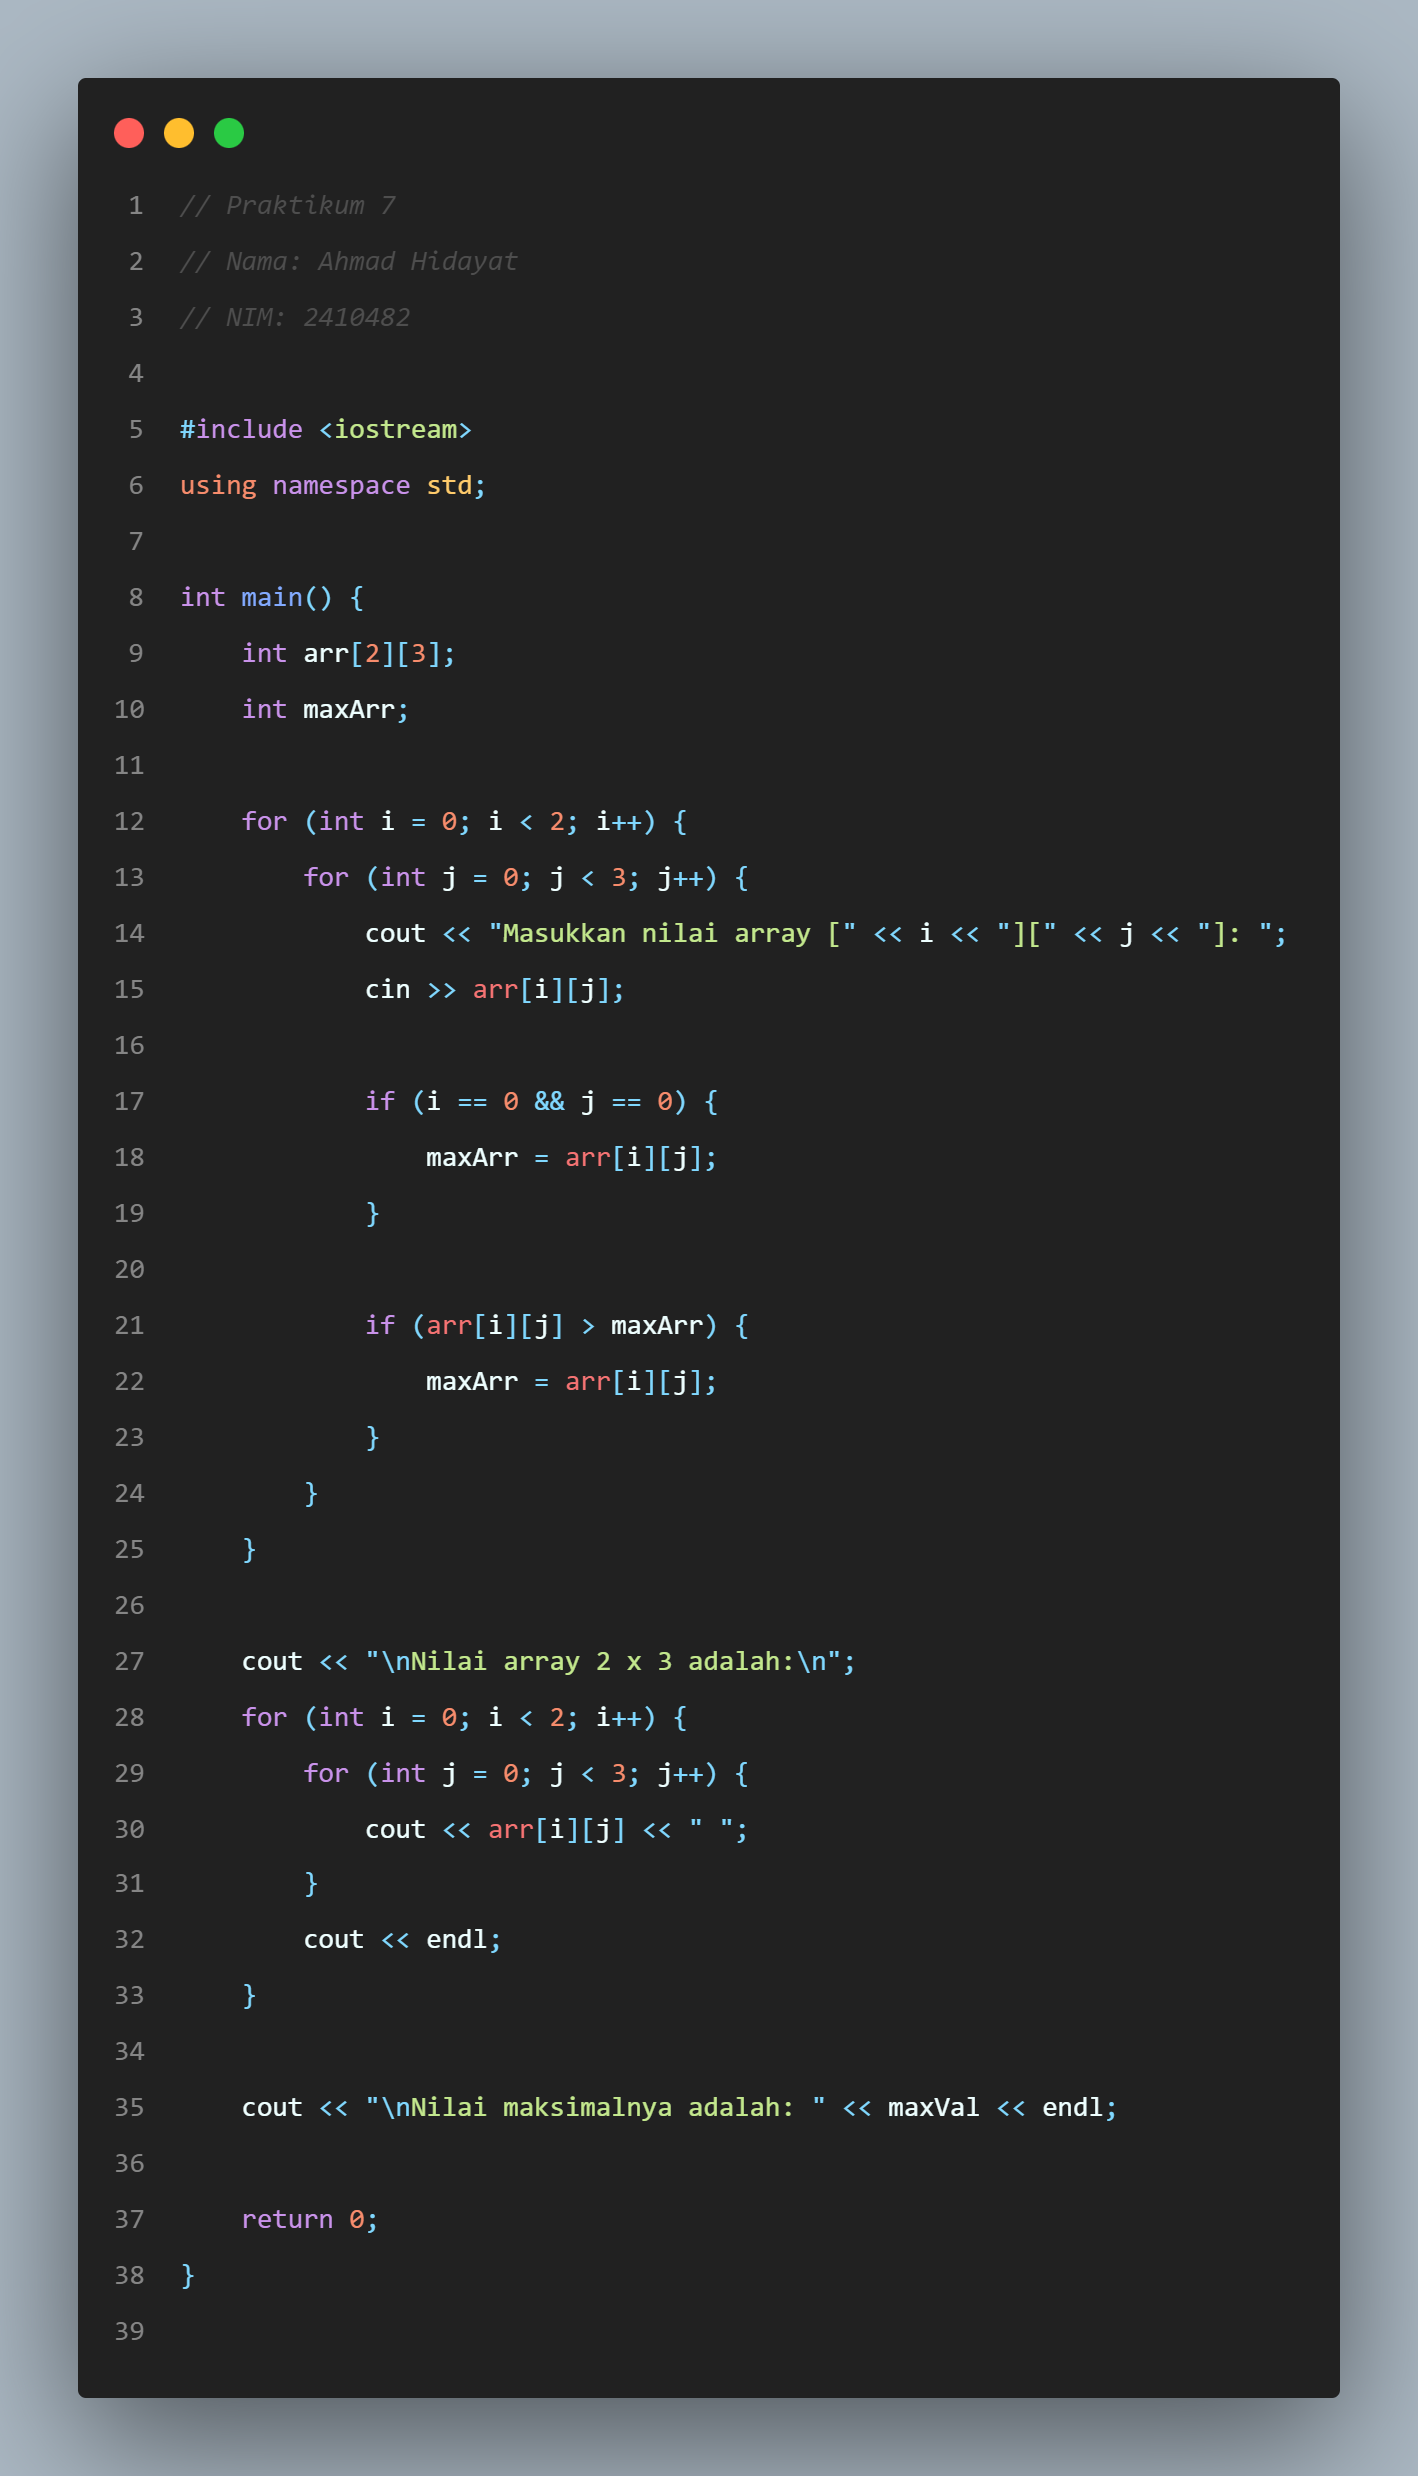 1 // Praktikum 7
2 // Nama: Ahmad Hidayat
3 // NIM: 2410482
4
5 #include <iostream>
6 using namespace std;
7
8 int main() {
9     int arr[2][3];
10     int maxArr;
11
12     for (int i = 0; i < 2; i++) {
13         for (int j = 0; j < 3; j++) {
14             cout << "Masukkan nilai array [" << i << "][" << j << "]: ";
15             cin >> arr[i][j];
16
17             if (i == 0 && j == 0) {
18                 maxArr = arr[i][j];
19             }
20
21             if (arr[i][j] > maxArr) {
22                 maxArr = arr[i][j];
23             }
24         }
25     }
26
27     cout << "\nNilai array 2 x 3 adalah:\n";
28     for (int i = 0; i < 2; i++) {
29         for (int j = 0; j < 3; j++) {
30             cout << arr[i][j] << " ";
31         }
32         cout << endl;
33     }
34
35     cout << "\nNilai maksimalnya adalah: " << maxVal << endl;
36
37     return 0;
38 }
39